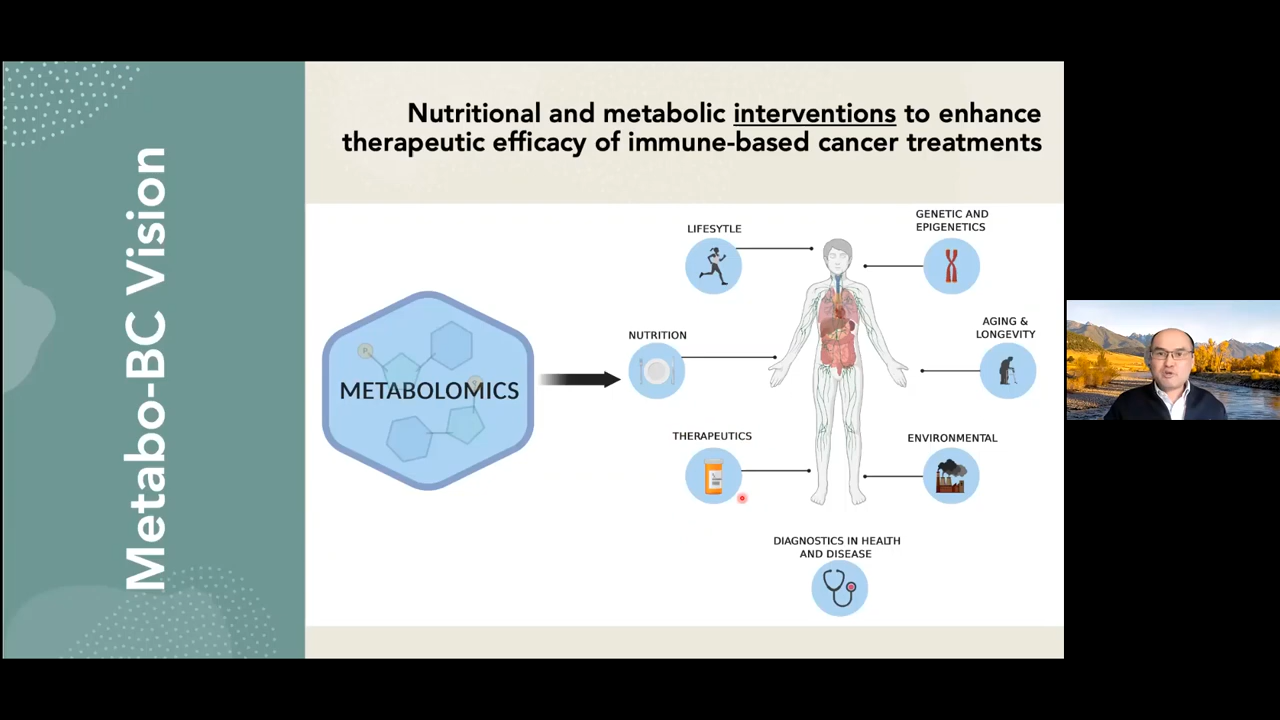 Metabo-BC Vision
Nutritional and metabolic interventions to enhance
therapeutic efficacy of immune-based cancer treatments
METABOLOMICS
LIFESYTLE
NUTRITION
THERAPEUTICS
GENETIC AND
EPIGENETICS
AGING &
LONGEVITY
ENVIRONMENTAL
DIAGNOSTICS IN HEALTH
AND DISEASE